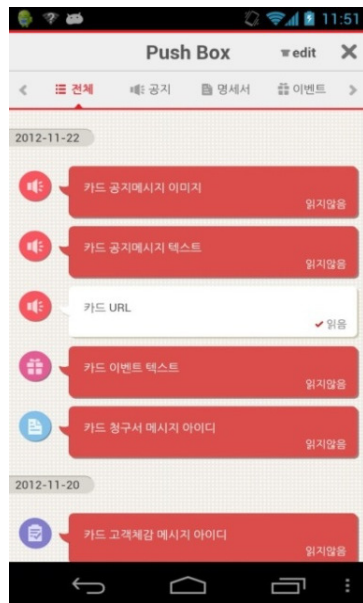 11:51
Push Box
edit
전체
공지
명세서
이벤트
2012-11-22
카드 공지메시지 이미지
읽지않음
카드 공지메시지 텍스트
읽지않음
카드 URL
읽음
카드 이벤트 텍스트
읽지않음
카드 청구서 메시지 아이디
읽지않음
2012-11-20
카드 고객체감 메시지 아이디
읽지않음